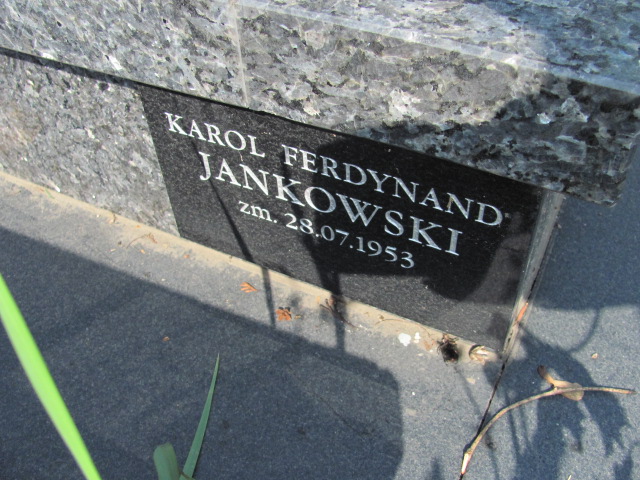 KAROL FERDYNAND
JANKOWSKI
zm. 28.07.1953